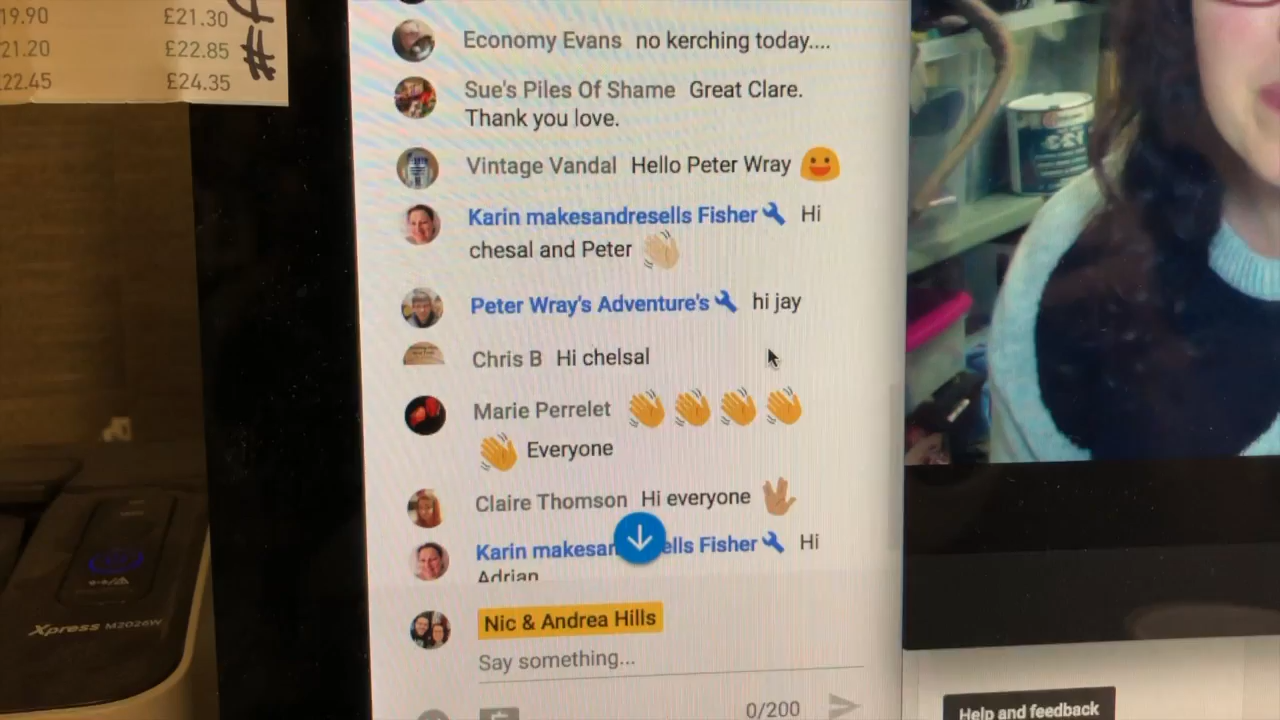 19.90 £21.30
21.20 £22.85
22.45 £24.35
#
Economy Evans no kerching today....
Sue's Piles Of Shame Great Clare.
Thank you love.
Vintage Vandal Hello Peter Wray 😃
Karin makesandresells Fisher Hi
chesal and Peter 👋🏼
Peter Wray's Adventure's hi jay
Chris B Hi chelsal
Marie Perrelet 👋 👋 👋 👋
👋 Everyone
Claire Thomson Hi everyone 🖖🏽
Karin makesan ells Fisher Hi
Adrian
Nic & Andrea Hills
Say something...
0/200
Help and feedback
Xpress M2026W